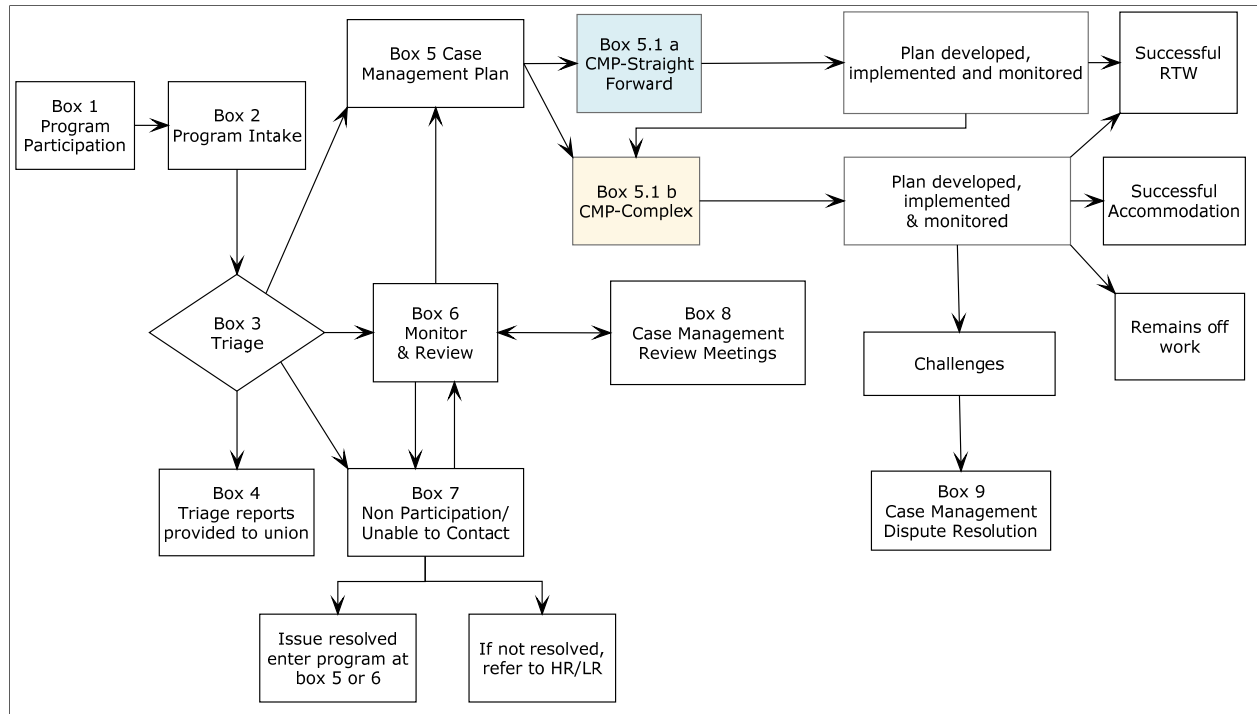 Box 1
Program
Participation
Box 2
Program Intake
Box 5 Case
Management Plan
Box 5.1 a
CMP-Straight
Forward
Plan developed,
implemented and monitored
Successful
RTW
Box 5.1 b
CMP-Complex
Plan developed,
implemented
& monitored
Successful
Accommodation
Remains off
work
Box 3
Triage
Box 6
Monitor
& Review
Box 8
Case Management
Review Meetings
Challenges
Box 4
Triage reports
provided to union
Box 7
Non Participation/
Unable to Contact
Box 9
Case Management
Dispute Resolution
Issue resolved
enter program at
box 5 or 6
If not resolved,
refer to HR/LR